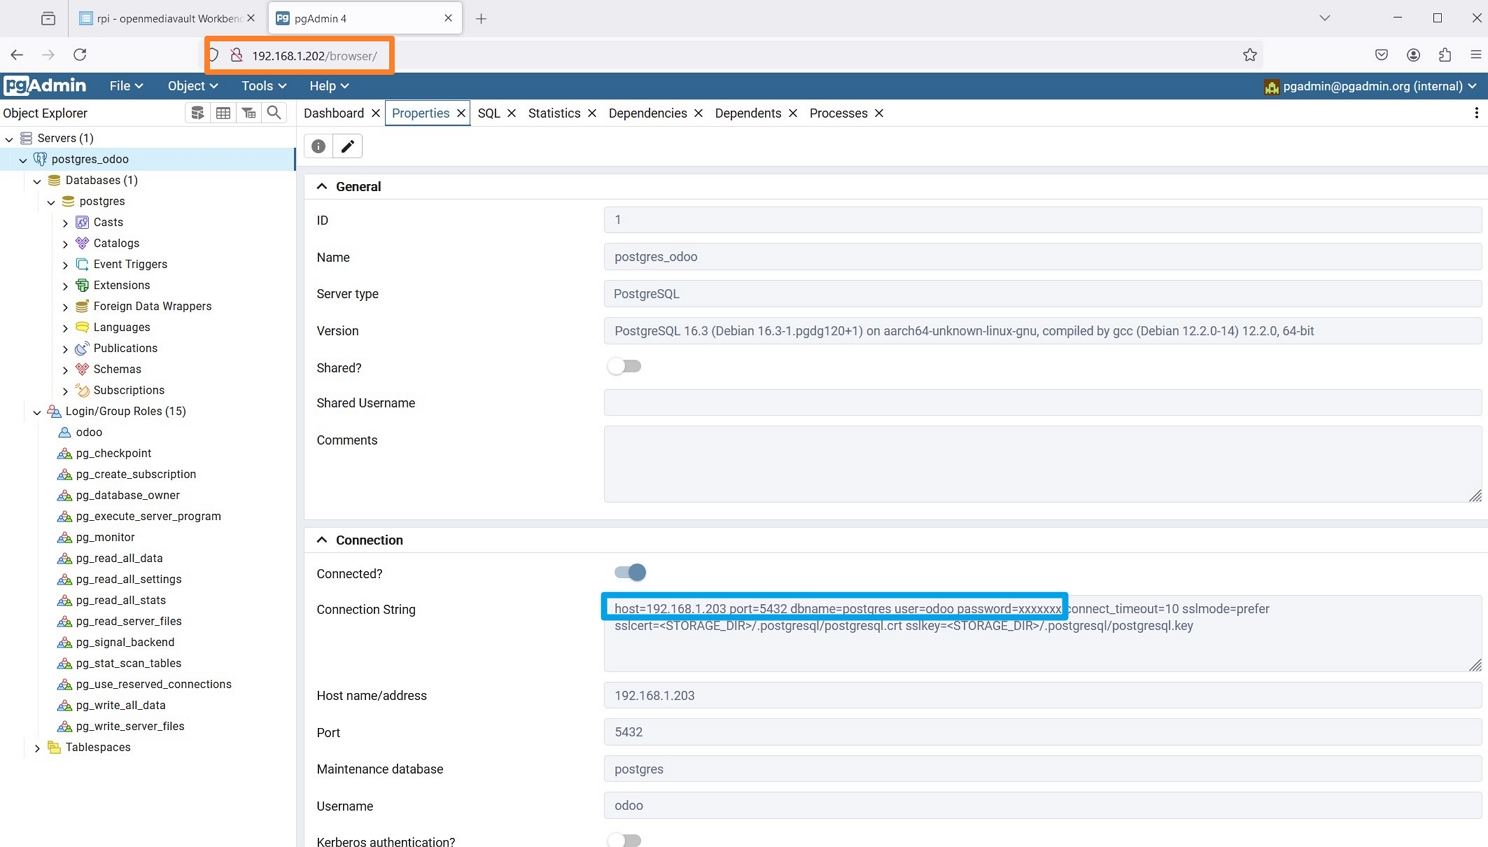 rpi - openmediavault Workben
pgAdmin 4
192.168.1.202/browser/
pgAdmin File Object Tools Help pgadmin@pgadmin.org (internal)
Object Explorer
Dashboard Properties SQL Statistics Dependencies Dependents Processes
Servers (1)
postgres_odoo
Databases (1)
postgres
Casts
Catalogs
Event Triggers
Extensions
Foreign Data Wrappers
Languages
Publications
Schemas
Subscriptions
Login/Group Roles (15)
odoo
pg_checkpoint
pg_create_subscription
pg_database_owner
pg_execute_server_program
pg_monitor
pg_read_all_data
pg_read_all_settings
pg_read_all_stats
pg_read_server_files
pg_signal_backend
pg_stat_scan_tables
pg_use_reserved_connections
pg_write_all_data
pg_write_server_files
Tablespaces
General
ID 1
Name postgres_odoo
Server type PostgreSQL
Version PostgreSQL 16.3 (Debian 16.3-1.pgdg120+1) on aarch64-unknown-linux-gnu, compiled by gcc (Debian 12.2.0-14) 12.2.0, 64-bit
Shared?
Shared Username
Comments
Connection
Connected?
Connection String host=192.168.1.203 port=5432 dbname=postgres user=odoo password=xxxxxxx connect_timeout=10 sslmode=prefer
sslcert=<STORAGE_DIR>/.postgresql/postgresql.crt sslkey=<STORAGE_DIR>/.postgresql/postgresql.key
Host name/address 192.168.1.203
Port 5432
Maintenance database postgres
Username odoo
Kerberos authentication?